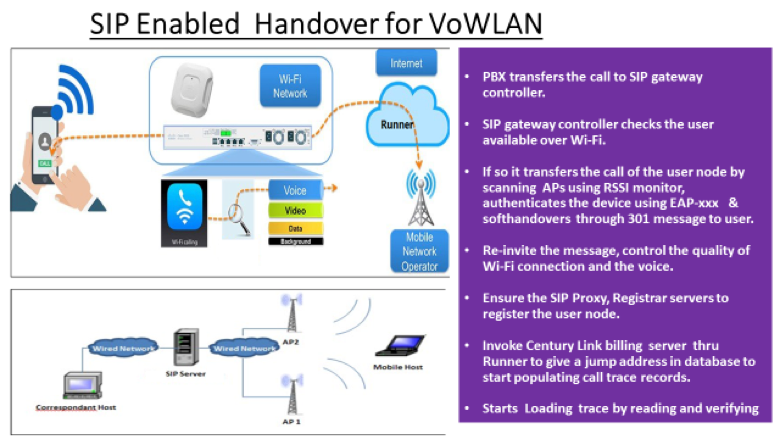 SIP Enabled Handover for VoWLAN
Internet
Wi-Fi
Network
Runner
CALL
Voice
Video
Data
Background
Wi-Fi calling
Mobile
Network
Operator
AP2
Wired Network
Wired Network
SIP Server
Mobile Host
Correspondant Host
AP 1
• PBX transfers the call to SIP gateway
controller.
• SIP gateway controller checks the user
available over Wi-Fi.
• If so it transfers the call of the user node by
scanning APs using RSSI monitor,
authenticates the device using EAP-xxx &
softhandovers through 301 message to user.
• Re-invite the message, control the quality of
Wi-Fi connection and the voice.
• Ensure the SIP Proxy, Registrar servers to
register the user node.
• Invoke Century Link billing server thru
Runner to give a jump address in database to
start populating call trace records.
• Starts Loading trace by reading and verifying